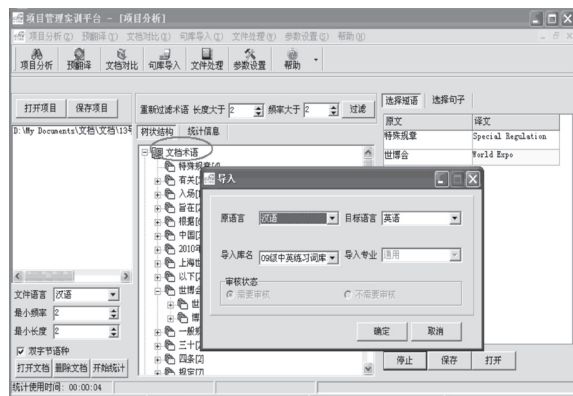 项目管理实训平台 - [项目分析]
项目分析(Q) 预翻译(Y) 文档对比(X) 句库导入(I) 文件处理(V) 参数设置(S) 帮助(H)
项目分析 预翻译 文档对比 句库导入 文件处理 参数设置 帮助
打开项目 保存项目
重新过滤术语 长度大于 2 频率大于 2 过滤
选择短语 选择句子
D:\My Documents\文档\文档\13号
树状结构 统计信息
原文 译文
文档术语
特殊规章
特殊规章 Special Regulation
世博会 World Expo
有关
入场
旨在
根据
中国
2010年
上海世
以下[2
世博会
世
博
一般规
三十[2
四条[2]
规定[7]
导入
原语言 汉语 目标语言 英语
导入库名 09级中英练习词库 导入专业 通用
审核状态
需要审核 不需要审核
确定 取消
文件语言 汉语
最小频率 2
最小长度 2
双字节语种
打开文档 删除文档 开始统计
停止 保存 打开
统计使用时间: 00:00:04